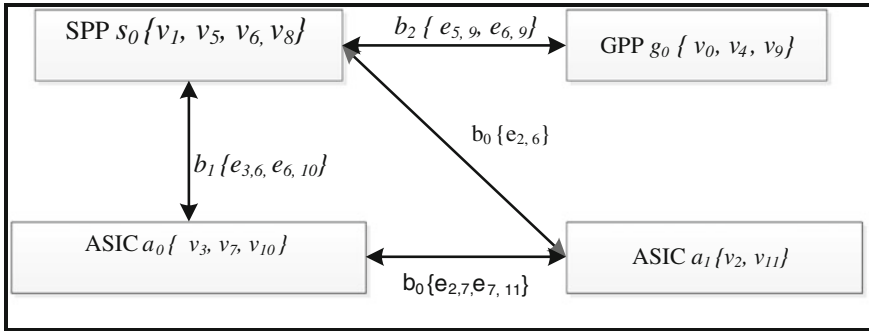 SPP s0 {v1, v5, v6, v8}
b2 { e5, 9, e6, 9}
GPP g0 { v0, v4, v9}
b0 {e2, 6}
b1 {e3,6, e6, 10}
ASIC a0 { v3, v7, v10}
ASIC a1 {v2, v11}
b0 {e2,7,e7, 11}